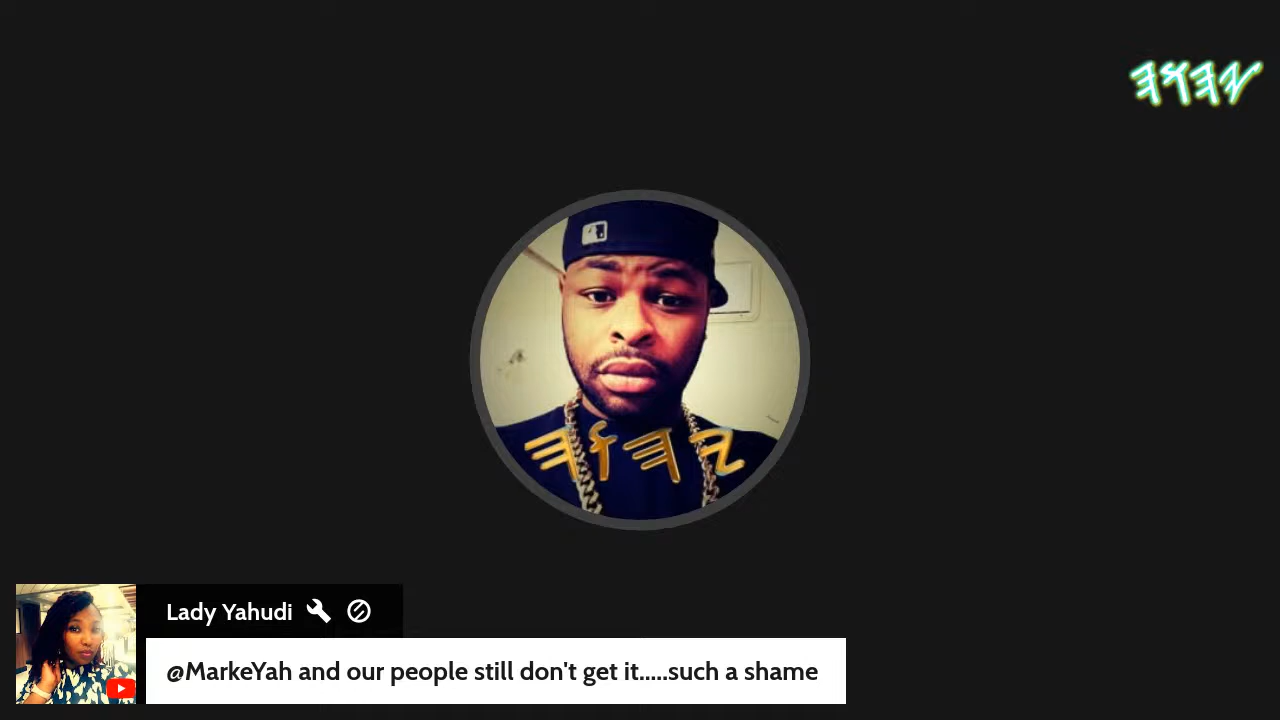 𐤉𐤄𐤅𐤄
𐤉𐤄𐤅𐤄
Lady Yahudi
@MarkeYah and our people still don't get it.....such a shame